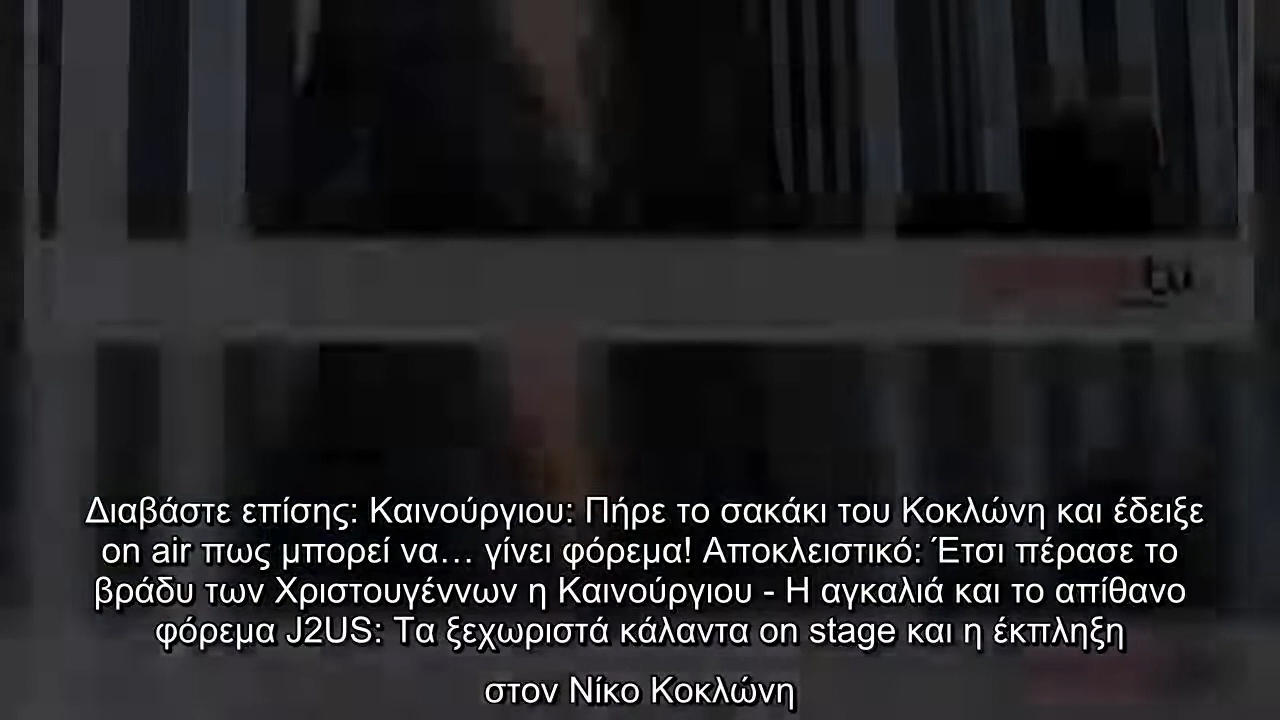 tv
Διαβάστε επίσης: Καινούργιου: Πήρε το σακάκι του Κοκλώνη και έδειξε
on air πως μπορεί να… γίνει φόρεμα! Αποκλειστικό: Έτσι πέρασε το
βράδυ των Χριστουγέννων η Καινούργιου - Η αγκαλιά και το απίθανο
φόρεμα J2US: Τα ξεχωριστά κάλαντα on stage και η έκπληξη
στον Νίκο Κοκλώνη